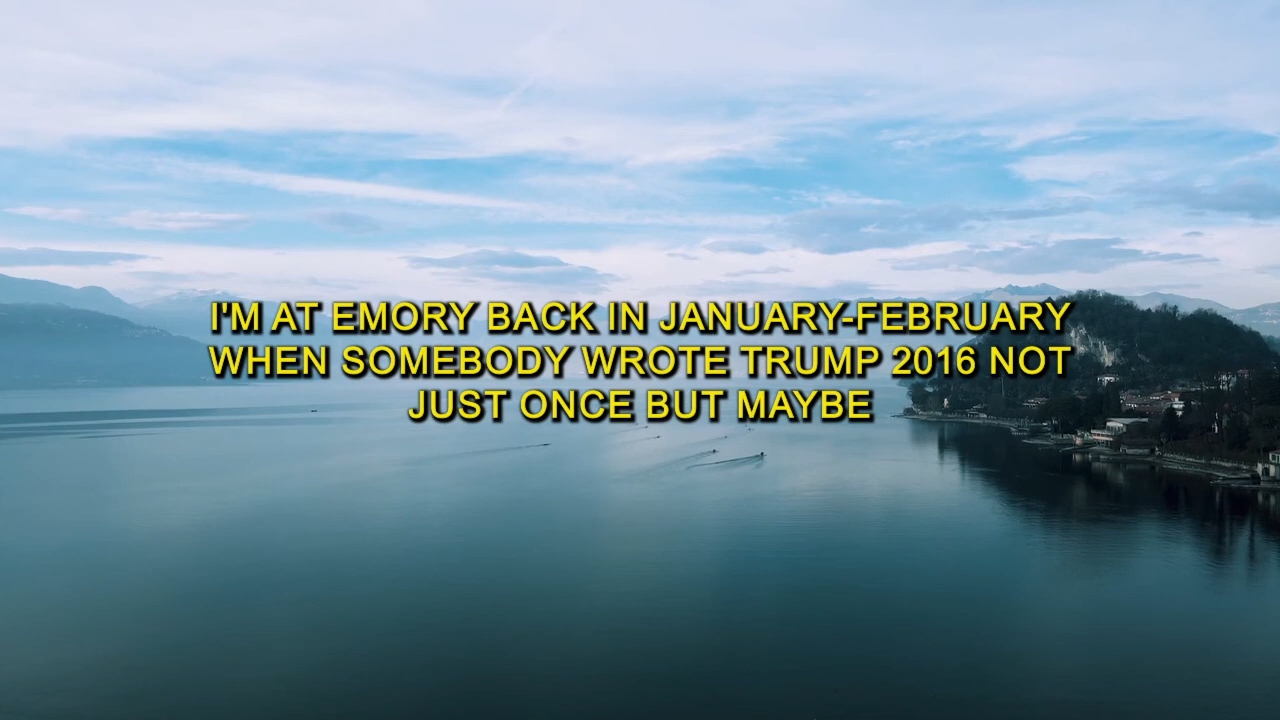 I'M AT EMORY BACK IN JANUARY-FEBRUARY
WHEN SOMEBODY WROTE TRUMP 2016 NOT
JUST ONCE BUT MAYBE